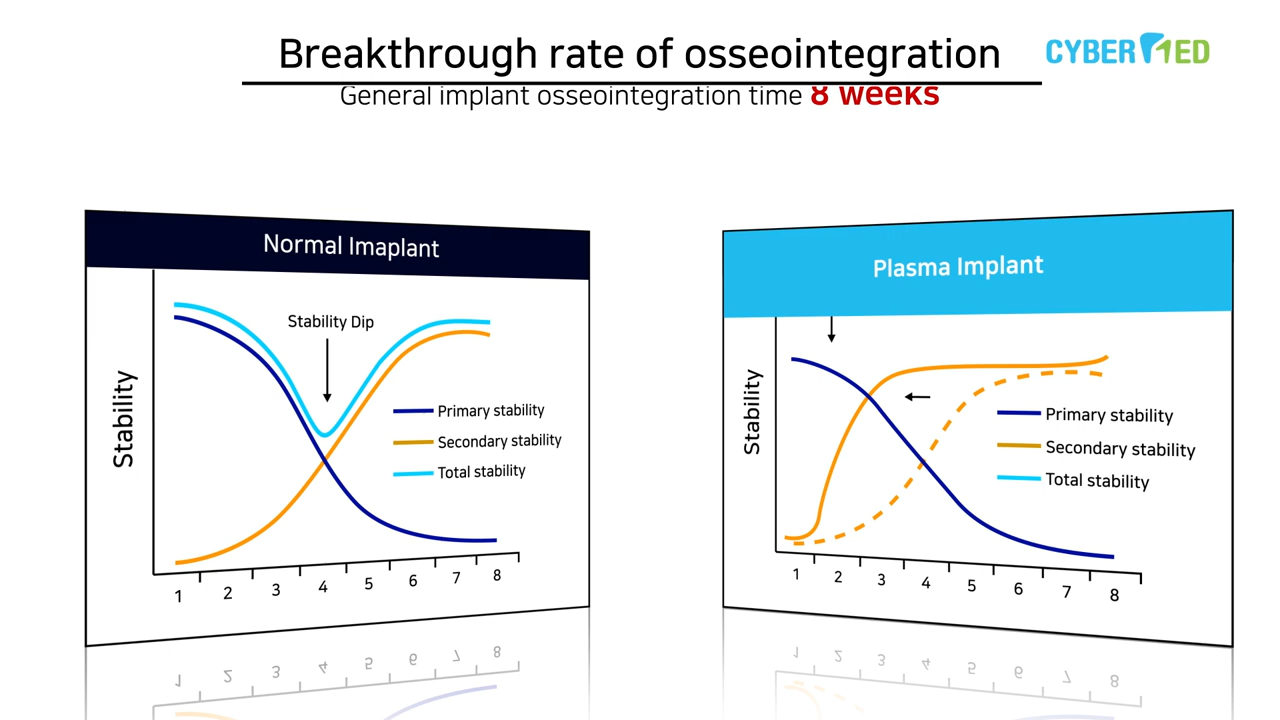 Breakthrough rate of osseointegration
CYBERMED
General implant osseointegration time 8 weeks
Normal Imaplant
Stability Dip
Stability
Primary stability
Secondary stability
Total stability
1 2 3 4 5 6 7 8
Plasma Implant
Stability
Primary stability
Secondary stability
Total stability
1 2 3 4 5 6 7 8